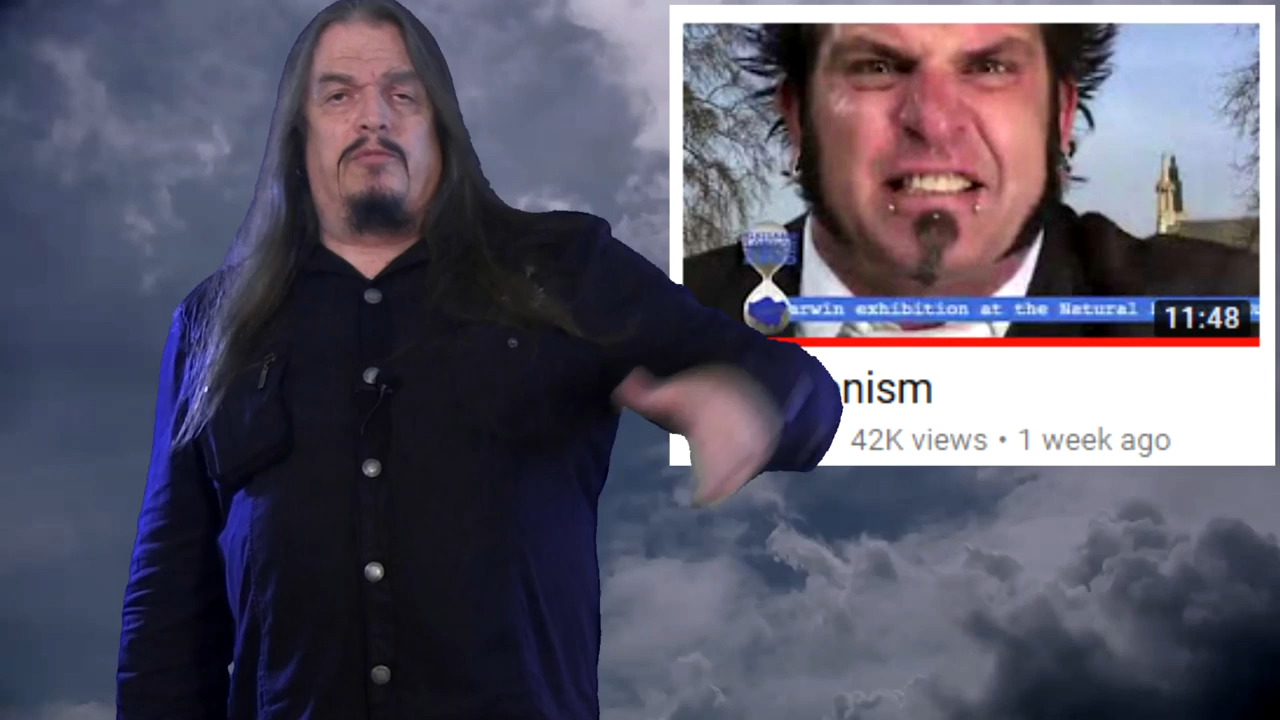 arwin exhibition at the Natural
11:48
nism
42K views • 1 week ago